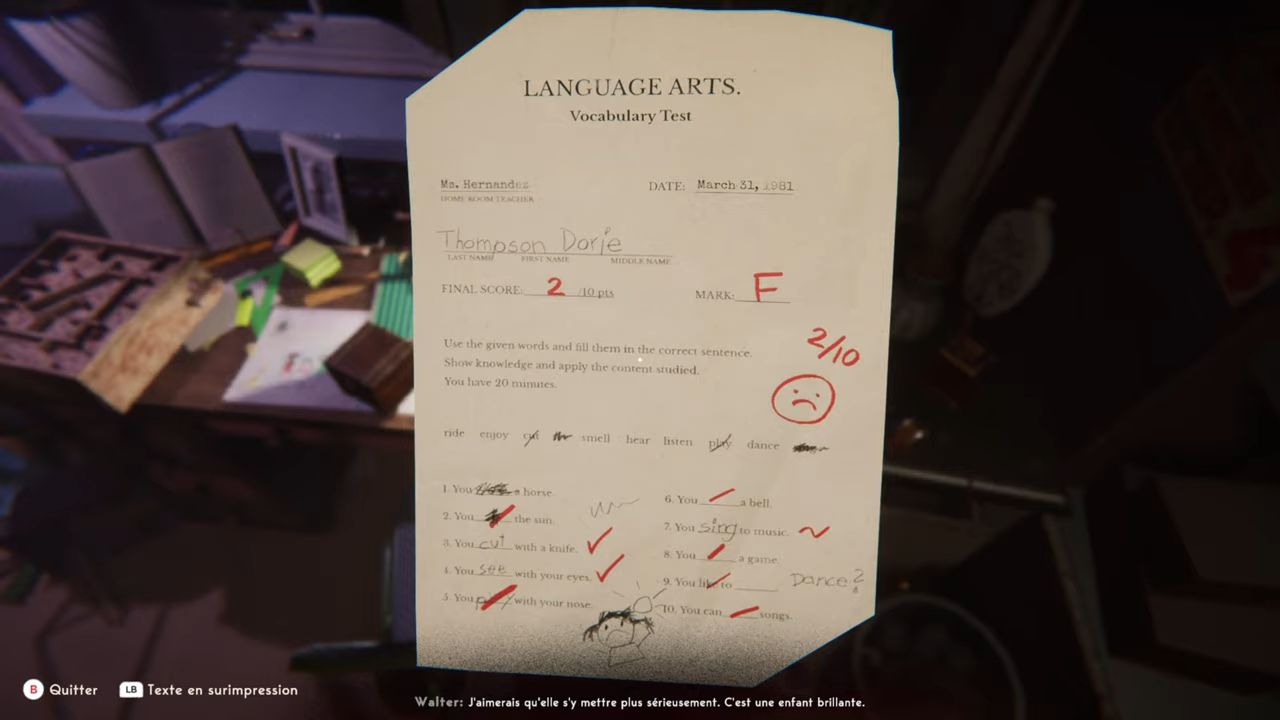 LANGUAGE ARTS.
Vocabulary Test
Ms. Hernandez DATE: March 31, 1981
HOME ROOM TEACHER
Thompson Dorje
LAST NAME FIRST NAME MIDDLE NAME
FINAL SCORE: 2 /10 pts MARK: F
2/10
Use the given words and fill them in the correct sentence.
Show knowledge and apply the content studied.
You have 20 minutes.
ride enjoy cut smell hear listen play dance
1. You a horse.
2. You the sun.
3. You cut with a knife.
4. You see with your eyes.
5. You with your nose.
6. You a bell.
7. You sing to music.
8. You a game.
9. You like to Dance?
10. You can songs.
B Quitter LB Texte en surimpression
Walter: J'aimerais qu'elle s'y mettre plus sérieusement. C'est une enfant brillante.